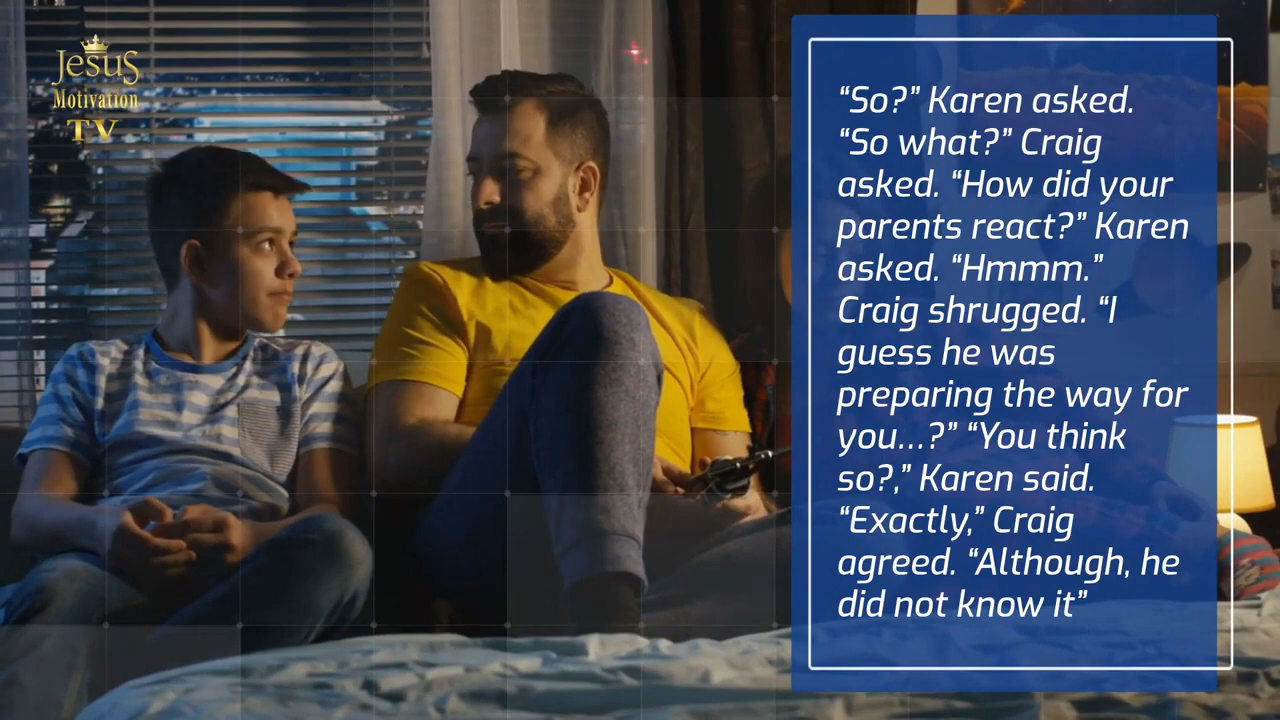 Jesus
Motivation
TV
“So?” Karen asked.
“So what?” Craig
asked. “How did your
parents react?” Karen
asked. “Hmmm.”
Craig shrugged. “I
guess he was
preparing the way for
you...?” “You think
so?,” Karen said.
“Exactly,” Craig
agreed. “Although, he
did not know it”